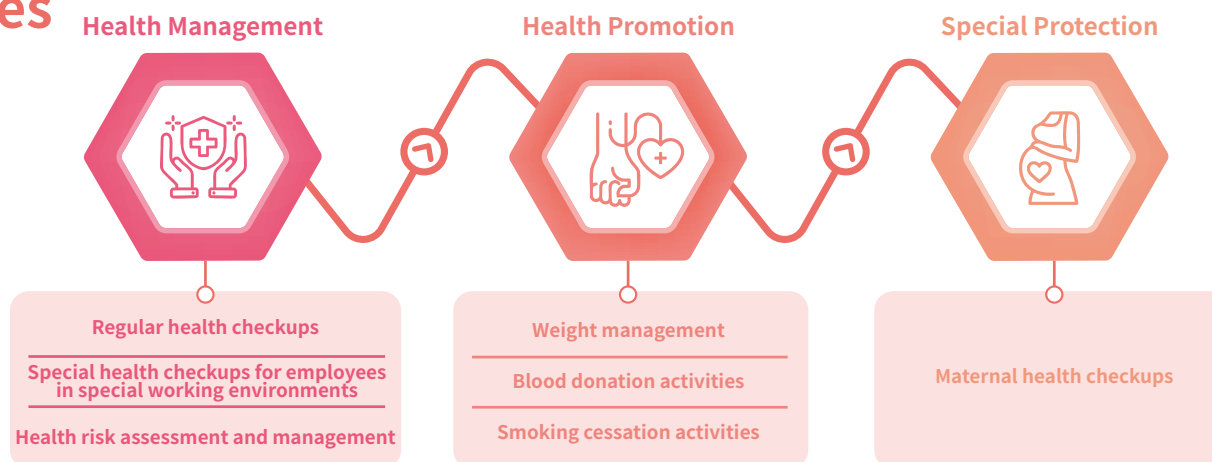 es
Health Management
Health Promotion
Special Protection
Regular health checkups
Special health checkups for employees
in special working environments
Health risk assessment and management
Weight management
Blood donation activities
Smoking cessation activities
Maternal health checkups